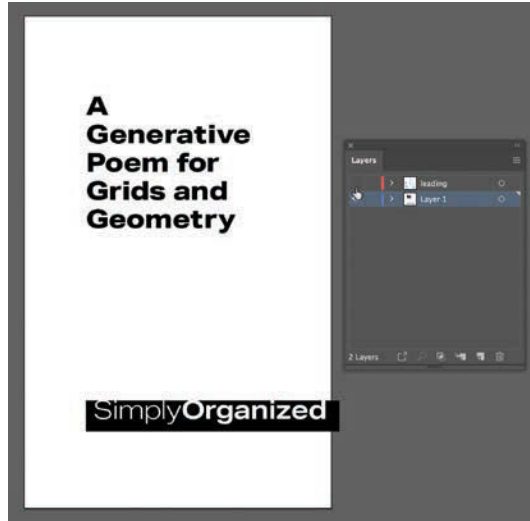 A
Generative
Poem for
Grids and
Geometry
SimplyOrganized
Layers
leading
Layer 1
2 Layers